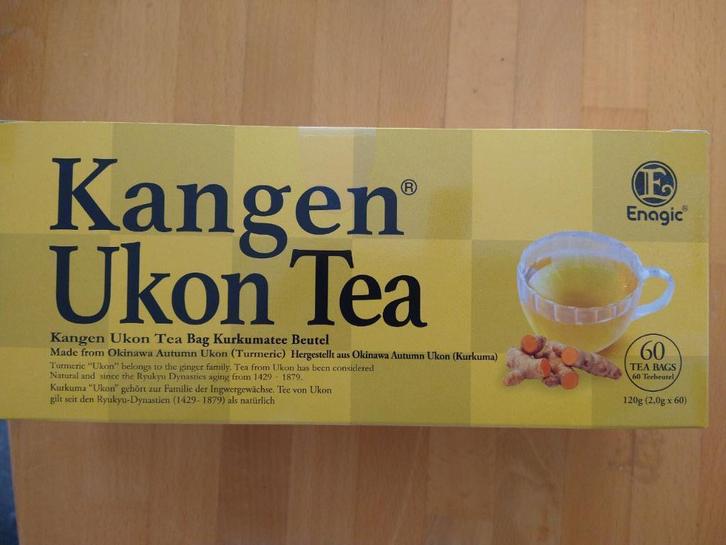 Kangen®
Ukon Tea
E
Enagic®
Kangen Ukon Tea Bag Kurkumatee Beutel
Made from Okinawa Autumn Ukon (Turmeric) Hergestellt aus Okinawa Autumn Ukon (Kurkuma)
Turmeric "Ukon" belongs to the ginger family. Tea from Ukon has been considered
Natural and since the Ryukyu Dynasties aging from 1429 - 1879.
Kurkuma "Ukon" gehört zur Familie der Ingwergewächse. Tee von Ukon
gilt seit den Ryukyu-Dynastien (1429- 1879) als natürlich
60
TEA BAGS
60 Teebeutel
120g (2,0g x 60)